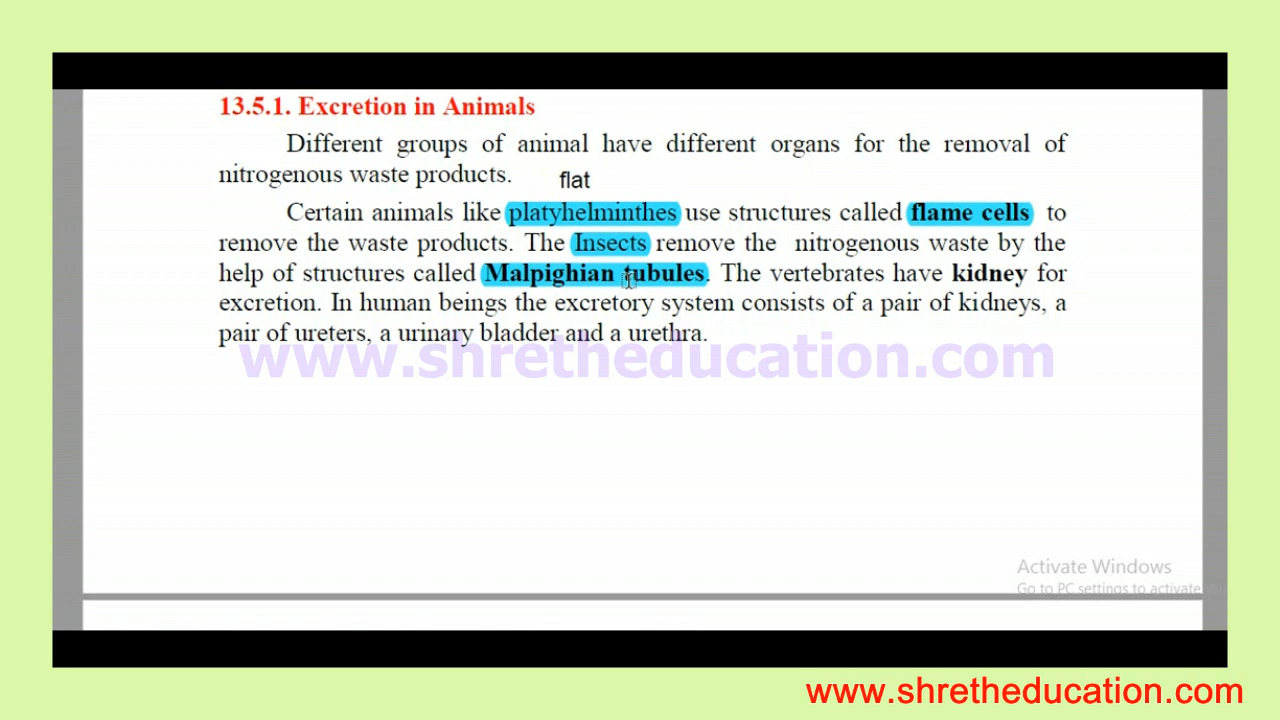 13.5.1. Excretion in Animals
Different groups of animal have different organs for the removal of
nitrogenous waste products.
flat
Certain animals like platyhelminthes use structures called flame cells to
remove the waste products. The Insects remove the nitrogenous waste by the
help of structures called Malpighian tubules. The vertebrates have kidney for
excretion. In human beings the excretory system consists of a pair of kidneys, a
pair of ureters, a urinary bladder and a urethra.
www.shretheducation.com
Activate Windows
Go to PC settings to activate
www.shretheducation.com